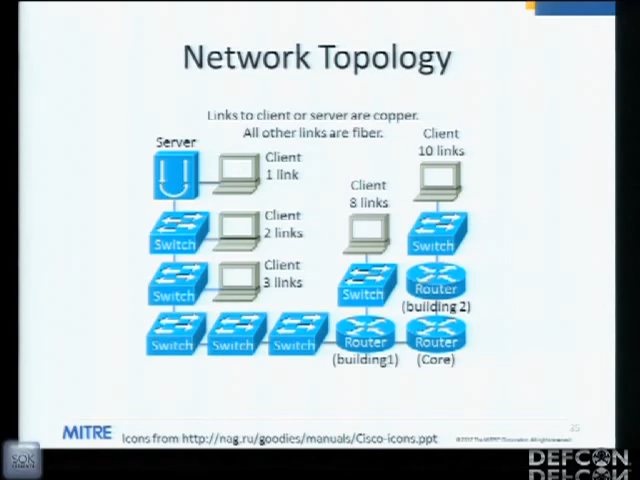 Network Topology
Links to client or server are copper.
All other links are fiber.
Server
Client
1 link
Client
2 links
Client
3 links
Client
8 links
Client
10 links
Switch
Switch
Switch
Switch
Router
(building 2)
Switch
Switch
Switch
Router
(building1)
Router
(Core)
MITRE
Icons from http://nag.ru/goodies/manuals/Cisco-icons.ppt
DEFCON
DEFCON